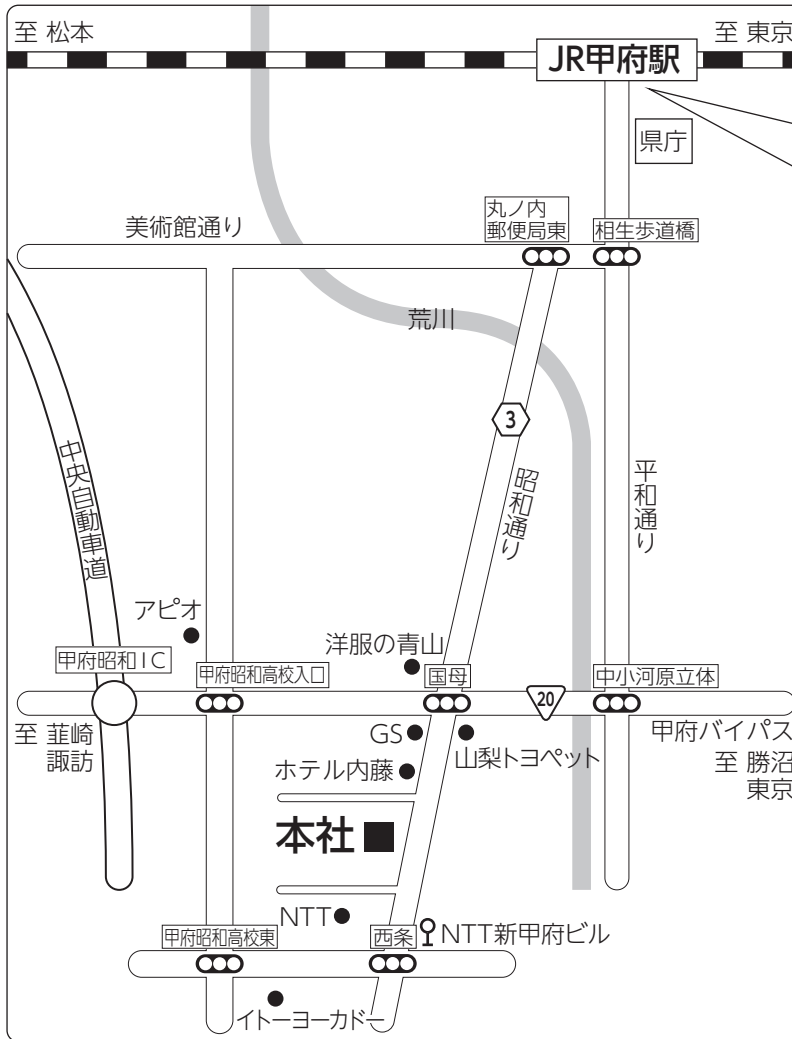 至 松本
至 東京
JR甲府駅
県庁
丸ノ内
郵便局東
相生歩道橋
美術館通り
荒川
3
昭和通り
平和通り
中央自動車道
アピオ
洋服の青山
甲府昭和IC
甲府昭和高校入口
国母
20
中小河原立体
至 韮崎
諏訪
GS
山梨トヨペット
甲府バイパス
至 勝沼
東京
ホテル内藤
本社
NTT
甲府昭和高校東
西条
NTT新甲府ビル
イトーヨーカドー